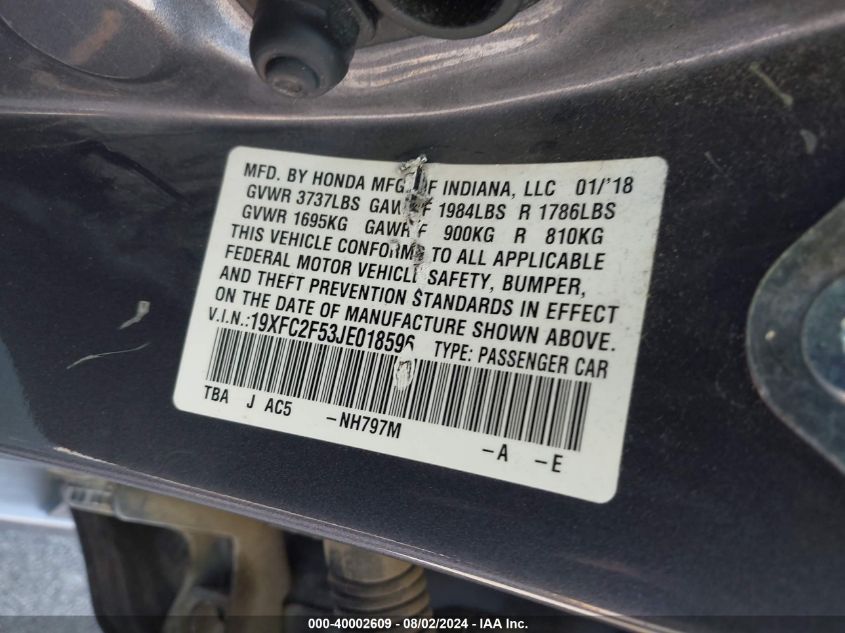 MFD. BY HONDA MFG OF INDIANA, LLC 01/'18
GVWR 3737LBS GAWR F 1984LBS R 1786LBS
GVWR 1695KG GAWR F 900KG R 810KG
THIS VEHICLE CONFORMS TO ALL APPLICABLE
FEDERAL MOTOR VEHICLE SAFETY, BUMPER,
AND THEFT PREVENTION STANDARDS IN EFFECT
ON THE DATE OF MANUFACTURE SHOWN ABOVE.
V.I.N.:19XFC2F53JE018596 TYPE: PASSENGER CAR
TBA J AC5 -NH797M -A -E
000-40002609 - 08/02/2024 - IAA Inc.